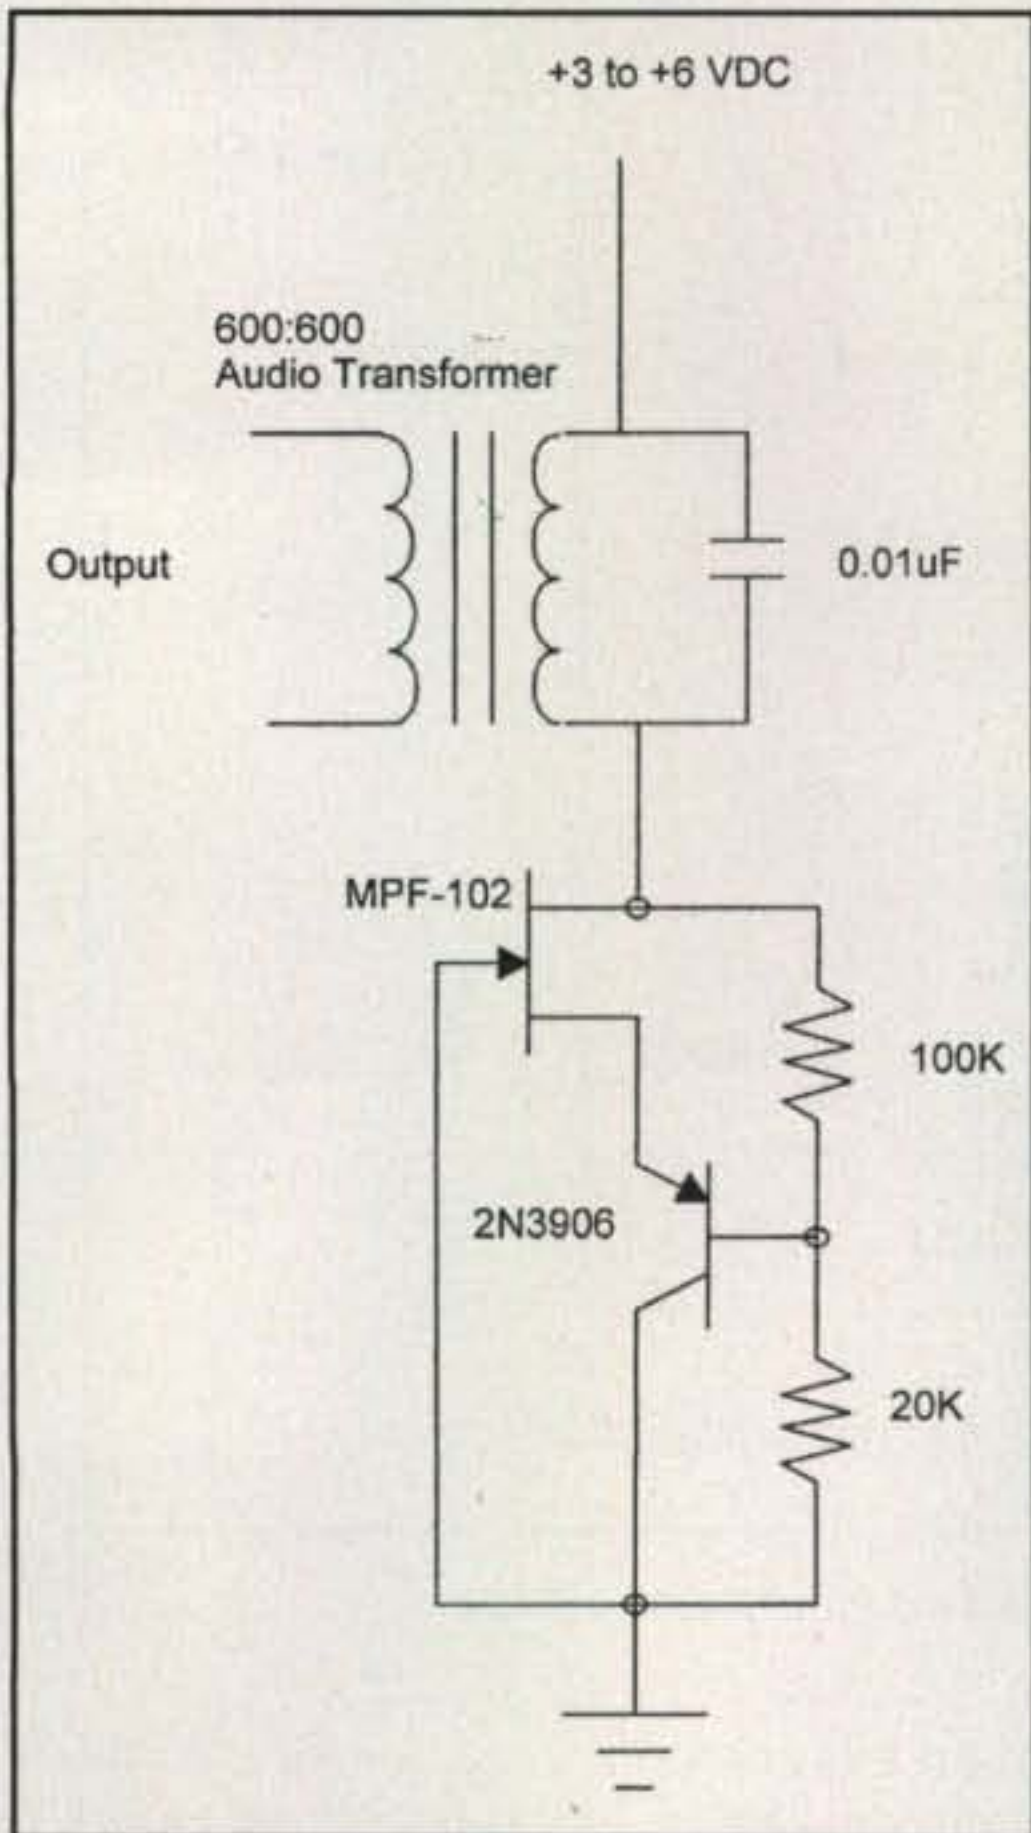 +3 to +6 VDC
600:600
Audio Transformer
Output
0.01uF
MPF-102
100K
2N3906
20K